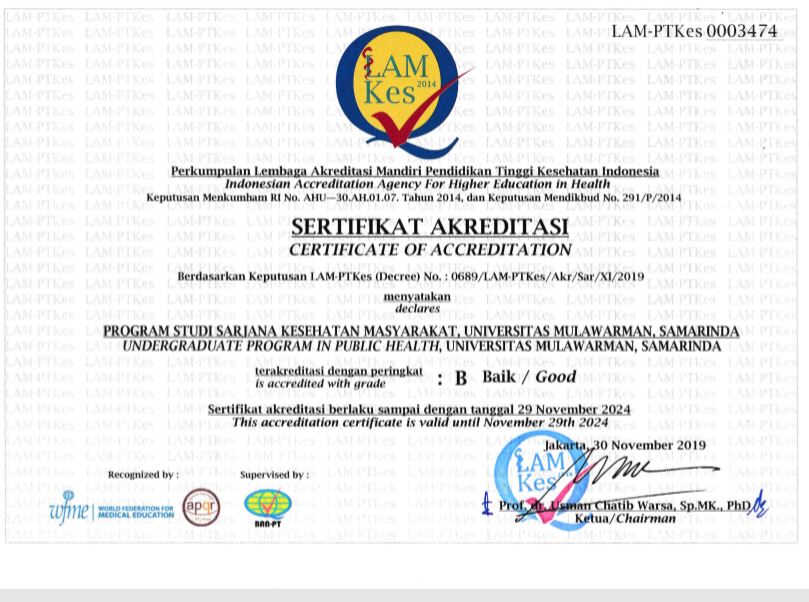 LAM-PTKes 0003474
LAM
Kes 2014
Perkumpulan Lembaga Akreditasi Mandiri Pendidikan Tinggi Kesehatan Indonesia
Indonesian Accreditation Agency For Higher Education in Health
Keputusan Menkumham RI No. AHU—30.AH.01.07. Tahun 2014, dan Keputusan Mendikbud No. 291/P/2014
SERTIFIKAT AKREDITASI
CERTIFICATE OF ACCREDITATION
Berdasarkan Keputusan LAM-PTKes (Decree) No. : 0689/LAM-PTKes/Akr/Sar/XI/2019
menyatakan
declares
PROGRAM STUDI SARJANA KESEHATAN MASYARAKAT, UNIVERSITAS MULAWARMAN, SAMARINDA
UNDERGRADUATE PROGRAM IN PUBLIC HEALTH, UNIVERSITAS MULAWARMAN, SAMARINDA
terakreditasi dengan peringkat : B Baik / Good
is accredited with grade
Sertifikat akreditasi berlaku sampai dengan tanggal 29 November 2024
This accreditation certificate is valid until November 29th 2024
Jakarta, 30 November 2019
LAM
Kes
Recognized by :
Supervised by :
wfme WORLD FEDERATION FOR MEDICAL EDUCATION
apqr
BAN-PT
Prof. dr. Usman Chatib Warsa, Sp.MK., PhD
Ketua/Chairman